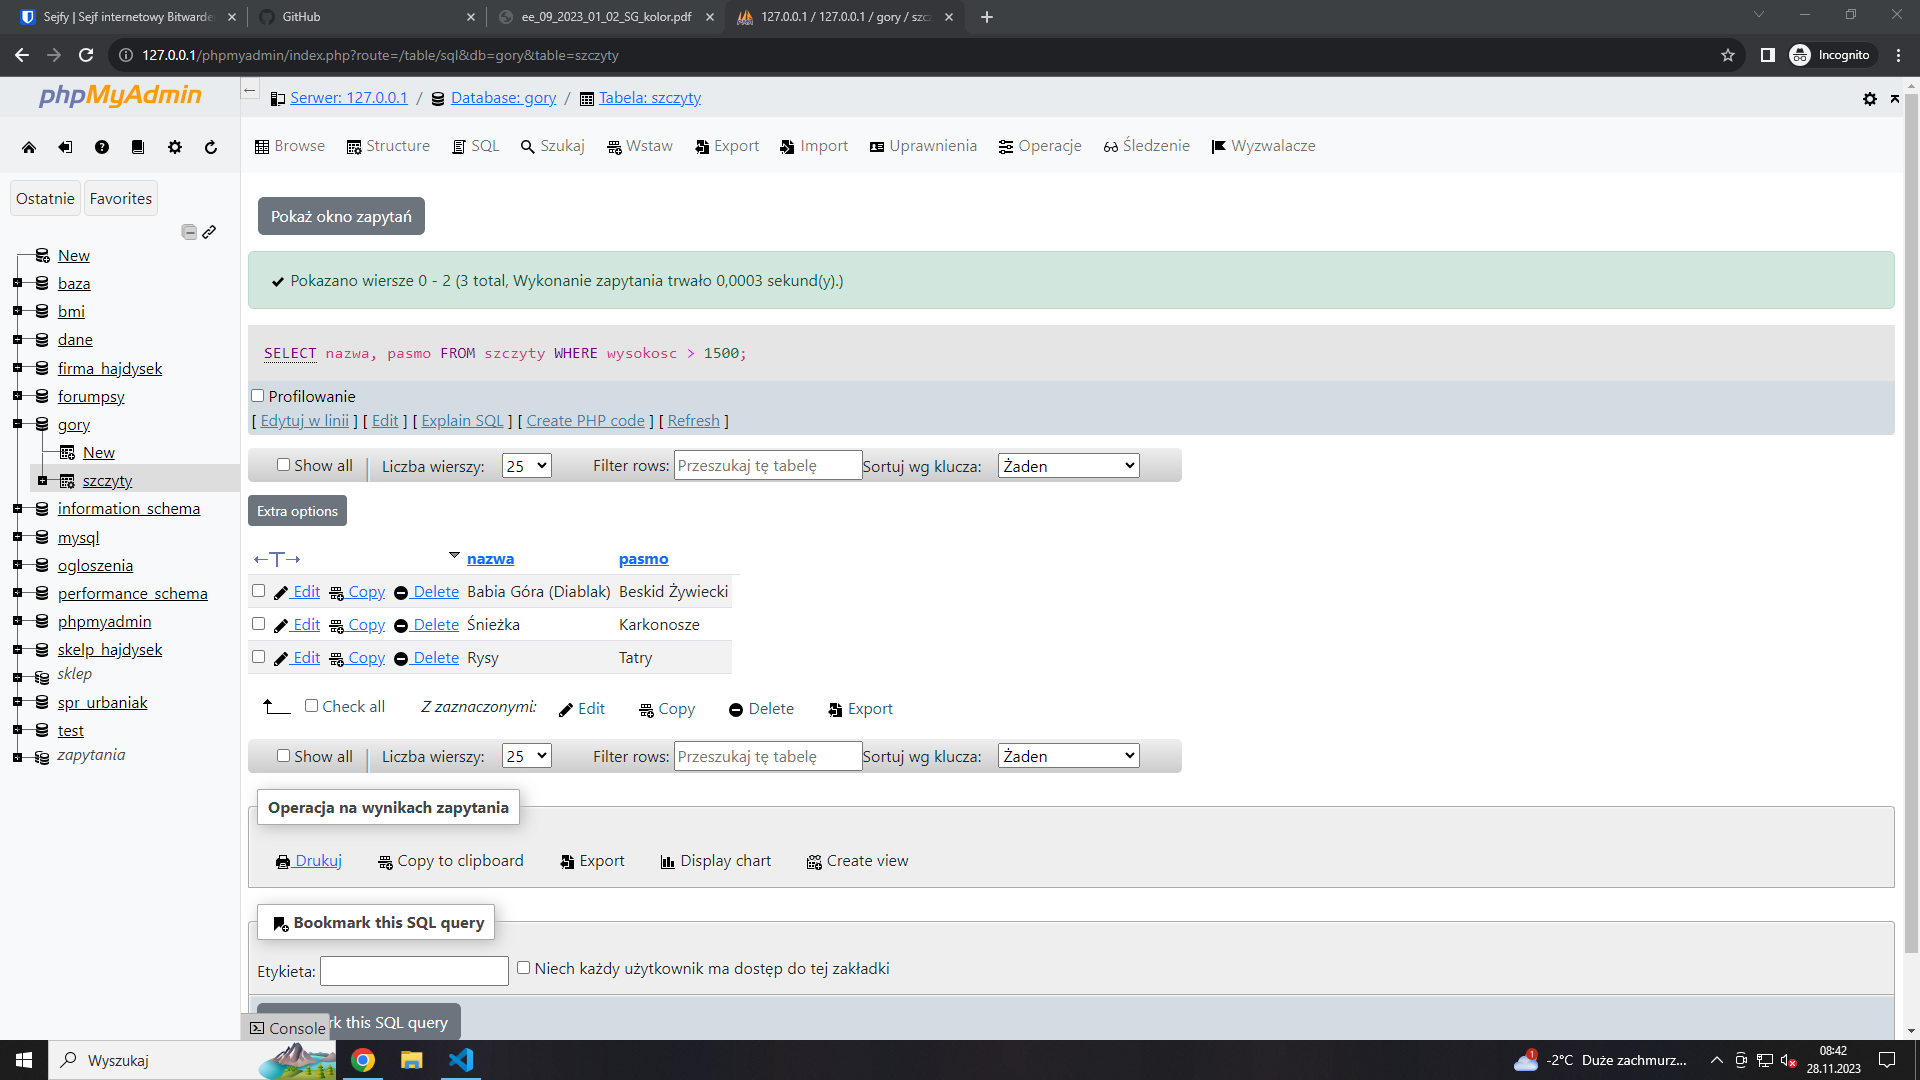 Sejfy | Sejf internetowy Bitwarde
GitHub
ee_09_2023_01_02_SG_kolor.pdf
127.0.0.1 / 127.0.0.1 / gory / szcz
127.0.0.1/phpmyadmin/index.php?route=/table/sql&db=gory&table=szczyty
Incognito
phpMyAdmin
Serwer: 127.0.0.1 / Database: gory / Tabela: szczyty
Browse Structure SQL Szukaj Wstaw Export Import Uprawnienia Operacje Śledzenie Wyzwalacze
Ostatnie Favorites
New
baza
bmi
dane
firma_hajdysek
forumpsy
gory
New
szczyty
information_schema
mysql
ogloszenia
performance_schema
phpmyadmin
skelp_hajdysek
sklep
spr_urbaniak
test
zapytania
Pokaż okno zapytań
Pokazano wiersze 0 - 2 (3 total, Wykonanie zapytania trwało 0,0003 sekund(y).)
SELECT nazwa, pasmo FROM szczyty WHERE wysokosc > 1500;
Profilowanie
[ Edytuj w linii ] [ Edit ] [ Explain SQL ] [ Create PHP code ] [ Refresh ]
Show all Liczba wierszy: 25 Filter rows: Przeszukaj tę tabelę Sortuj wg klucza: Żaden
Extra options
←T→ nazwa pasmo
Edit Copy Delete Babia Góra (Diablak) Beskid Żywiecki
Edit Copy Delete Śnieżka Karkonosze
Edit Copy Delete Rysy Tatry
Check all Z zaznaczonymi: Edit Copy Delete Export
Show all Liczba wierszy: 25 Filter rows: Przeszukaj tę tabelę Sortuj wg klucza: Żaden
Operacja na wynikach zapytania
Drukuj Copy to clipboard Export Display chart Create view
Bookmark this SQL query
Etykieta: Niech każdy użytkownik ma dostęp do tej zakładki
rk this SQL query
Console
Wyszukaj
1
-2°C Duże zachmurz...
08:42
28.11.2023